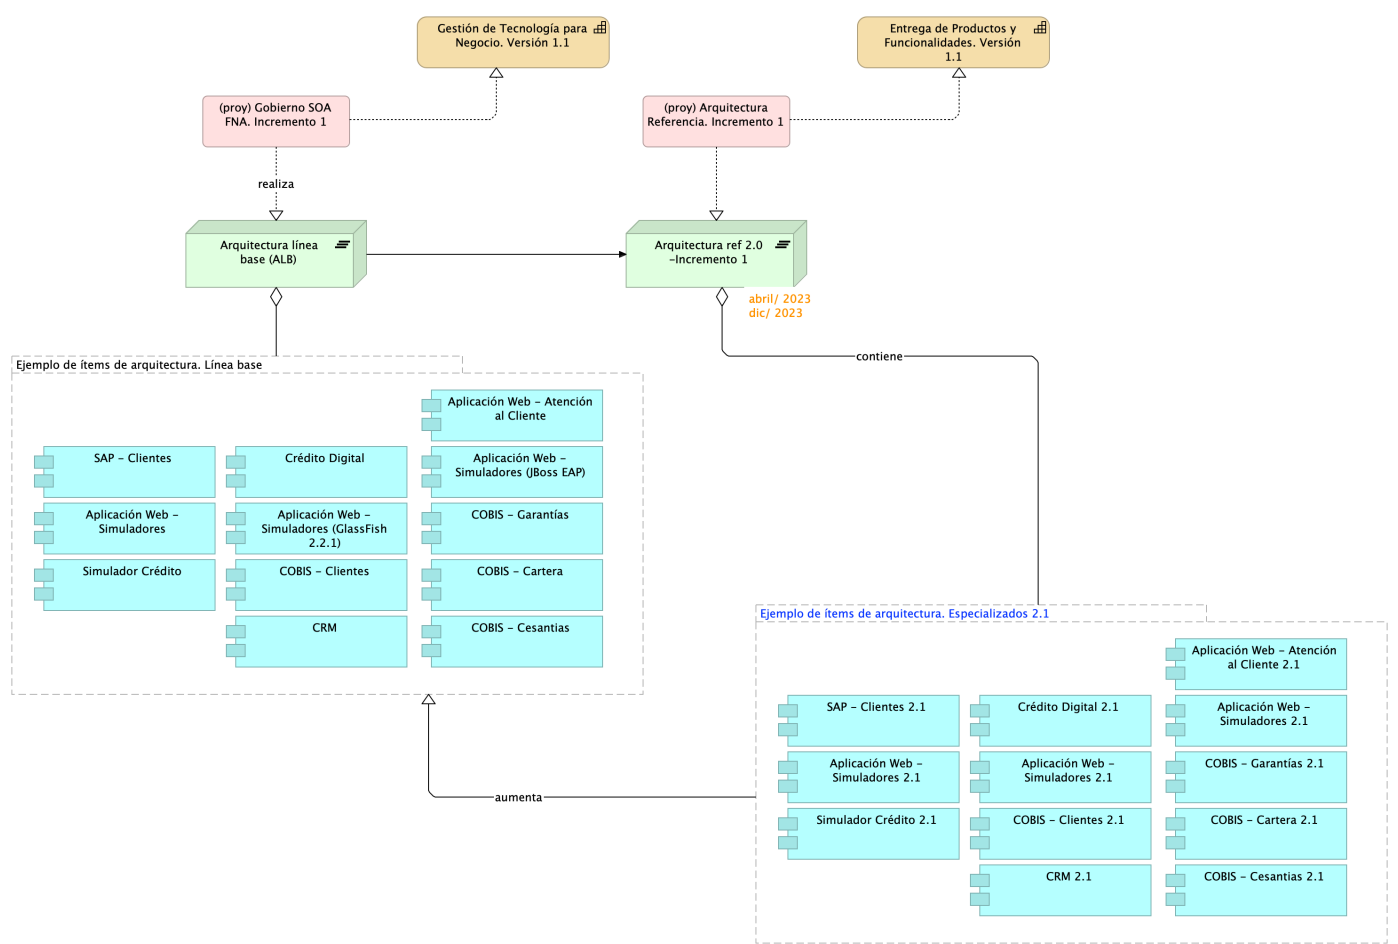 Gestión de Tecnología para
Negocio. Versión 1.1
Entrega de Productos y
Funcionalidades. Versión
1.1
(proy) Gobierno SOA
FNA. Incremento 1
(proy) Arquitectura
Referencia. Incremento 1
realiza
Arquitectura línea
base (ALB)
Arquitectura ref 2.0
-Incremento 1
abril/ 2023
dic/ 2023
contiene
Ejemplo de ítems de arquitectura. Línea base
Aplicación Web - Atención
al Cliente
SAP - Clientes
Crédito Digital
Aplicación Web -
Simuladores (JBoss EAP)
Aplicación Web -
Simuladores
Aplicación Web -
Simuladores (GlassFish
2.2.1)
COBIS - Garantías
Simulador Crédito
COBIS - Clientes
COBIS - Cartera
CRM
COBIS - Cesantias
Ejemplo de ítems de arquitectura. Especializados 2.1
Aplicación Web - Atención
al Cliente 2.1
SAP - Clientes 2.1
Crédito Digital 2.1
Aplicación Web -
Simuladores 2.1
Aplicación Web -
Simuladores 2.1
Aplicación Web -
Simuladores 2.1
COBIS - Garantías 2.1
Simulador Crédito 2.1
COBIS - Clientes 2.1
COBIS - Cartera 2.1
CRM 2.1
COBIS - Cesantias 2.1
aumenta